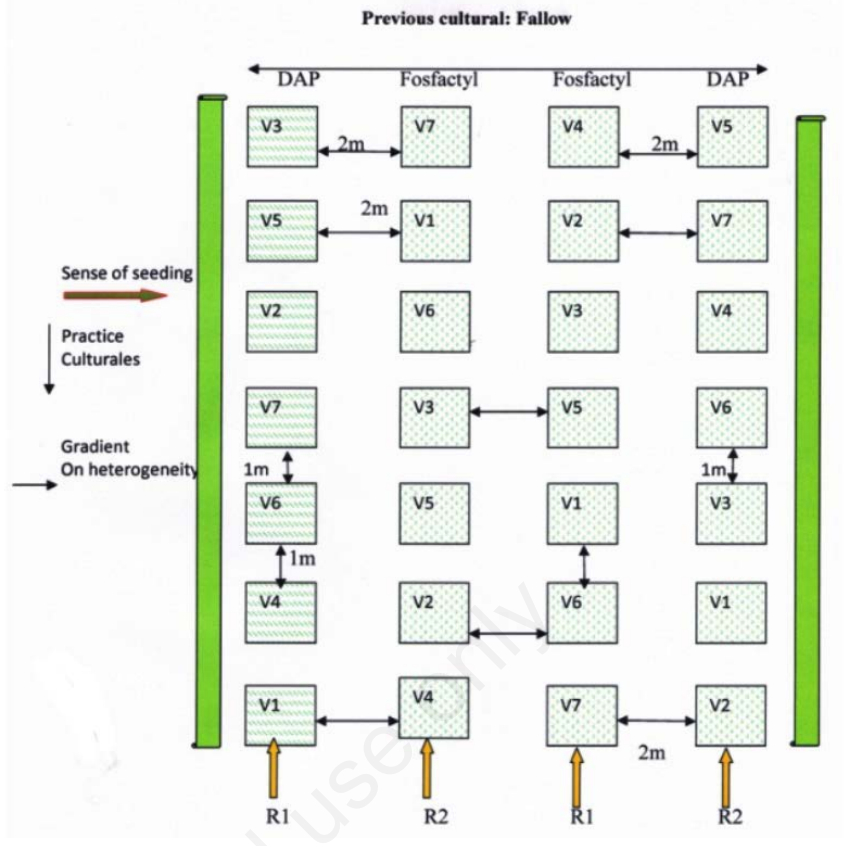 Previous cultural: Fallow
DAP Fosfactyl Fosfactyl DAP
V3 V7 V4 V5
2m 2m
2m
V5 V1 V2 V7
Sense of seeding
V2 V6 V3 V4
Practice
Culturales
V7 V3 V5 V6
Gradient
On heterogeneity
1m 1m
V6 V5 V1 V3
1m
V4 V2 V6 V1
V1 V4 V7 V2
2m
R1 R2 R1 R2
use only